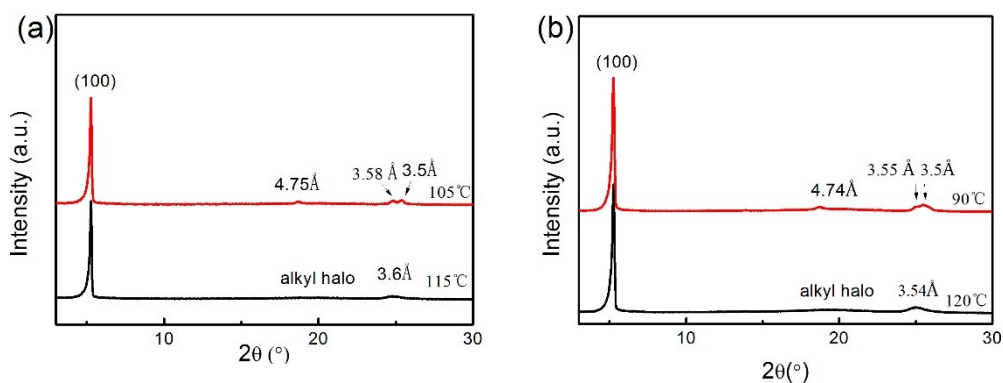 (a)
(100)
4.75Å
3.58 Å
3.5Å
105℃
alkyl halo
3.6Å
115℃
10
20
30
2θ (°)
Intensity (a.u.)
(b)
(100)
4.74Å
3.55 Å
3.5Å
90℃
alkyl halo
3.54Å
120℃
10
20
30
2θ(°)
Intensity (a.u.)